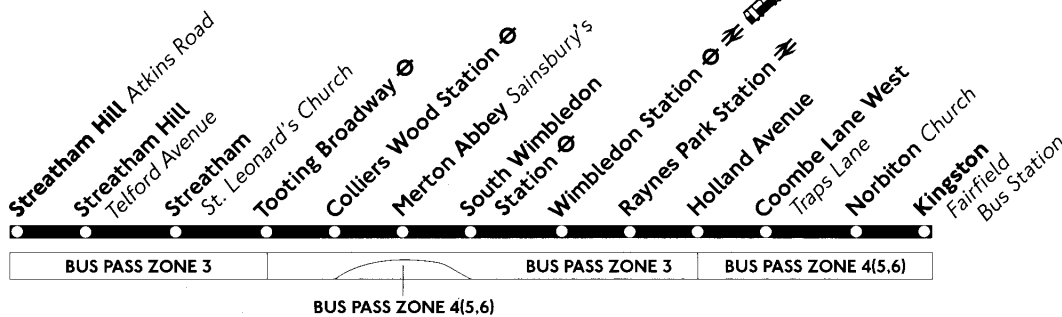 Streatham Hill Atkins Road
Streatham Hill
Telford Avenue
Streatham
St. Leonard's Church
Tooting Broadway
Colliers Wood Station
Merton Abbey Sainsbury's
South Wimbledon
Station
Wimbledon Station
Raynes Park Station
Holland Avenue
Coombe Lane West
Traps Lane
Norbiton Church
Kingston
Fairfield
Bus Station
BUS PASS ZONE 3
BUS PASS ZONE 3
BUS PASS ZONE 4(5,6)
BUS PASS ZONE 4(5,6)